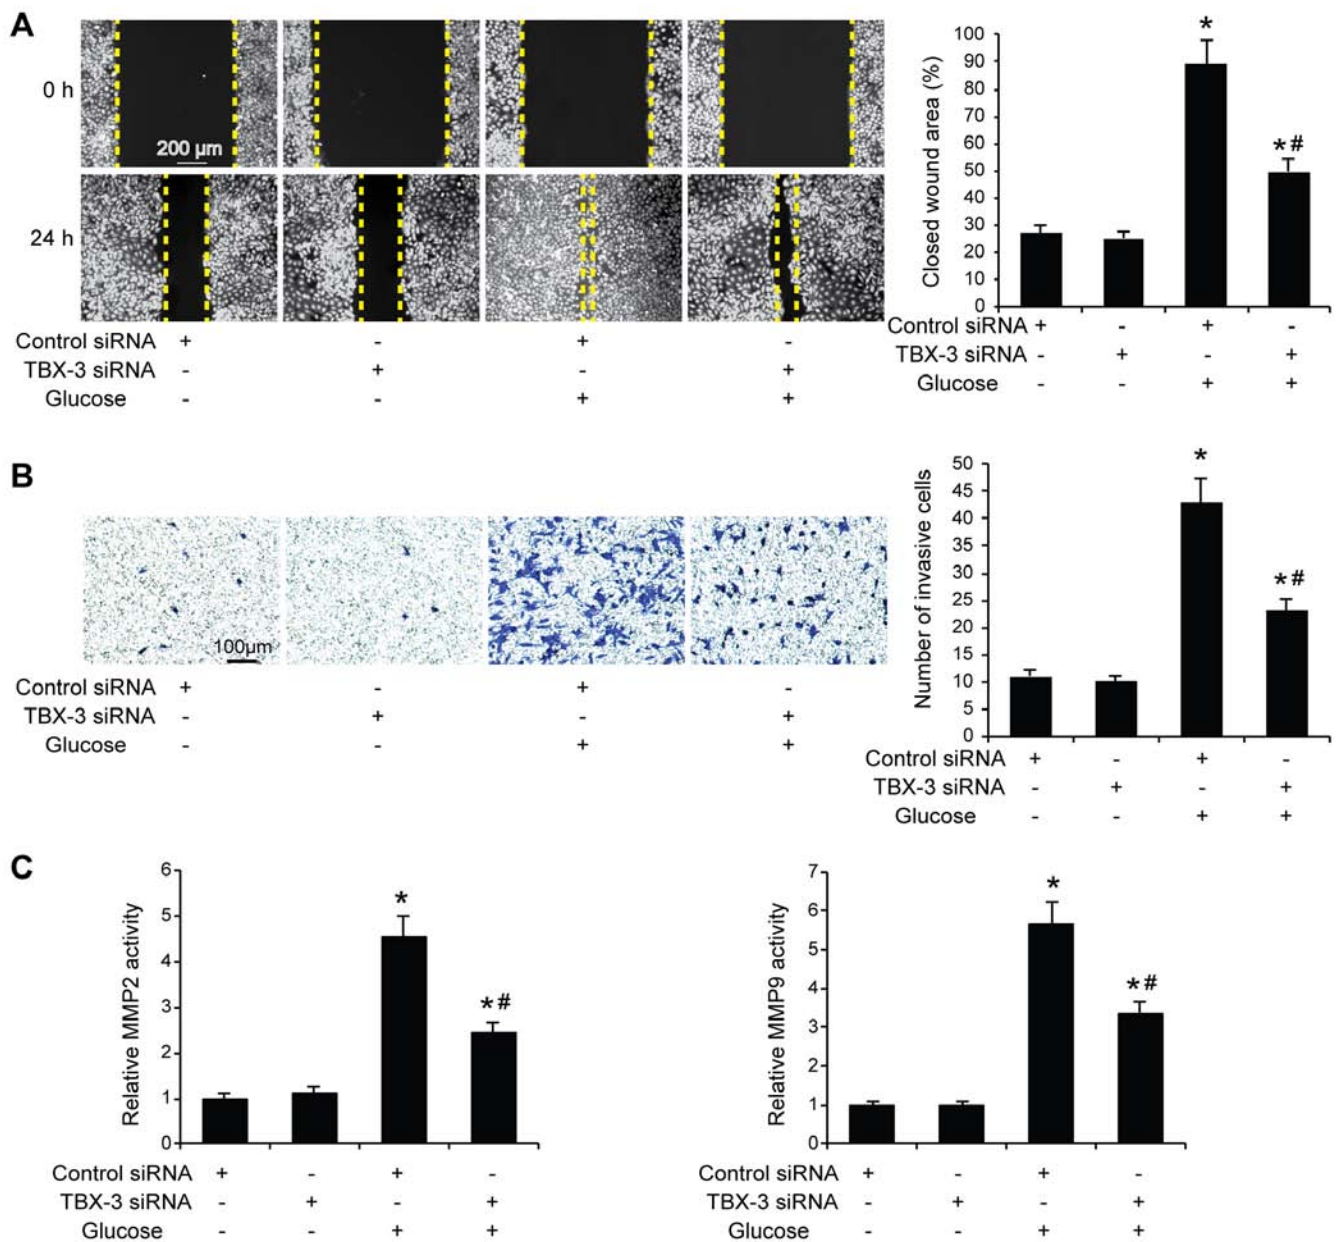 A
0 h
200 µm
24 h
Control siRNA + - + -
TBX-3 siRNA - + - +
Glucose - - + +
Closed wound area (%)
100
90
80
70
60
50
40
30
20
10
0
*
*#
Control siRNA + - + -
TBX-3 siRNA - + - +
Glucose - - + +
B
100µm
Control siRNA + - + -
TBX-3 siRNA - + - +
Glucose - - + +
Number of invasive cells
50
45
40
35
30
25
20
15
10
5
0
*
*#
Control siRNA + - + -
TBX-3 siRNA - + - +
Glucose - - + +
C
Relative MMP2 activity
6
5
4
3
2
1
0
*
*#
Control siRNA + - + -
TBX-3 siRNA - + - +
Glucose - - + +
Relative MMP9 activity
7
6
5
4
3
2
1
0
*
*#
Control siRNA + - + -
TBX-3 siRNA - + - +
Glucose - - + +